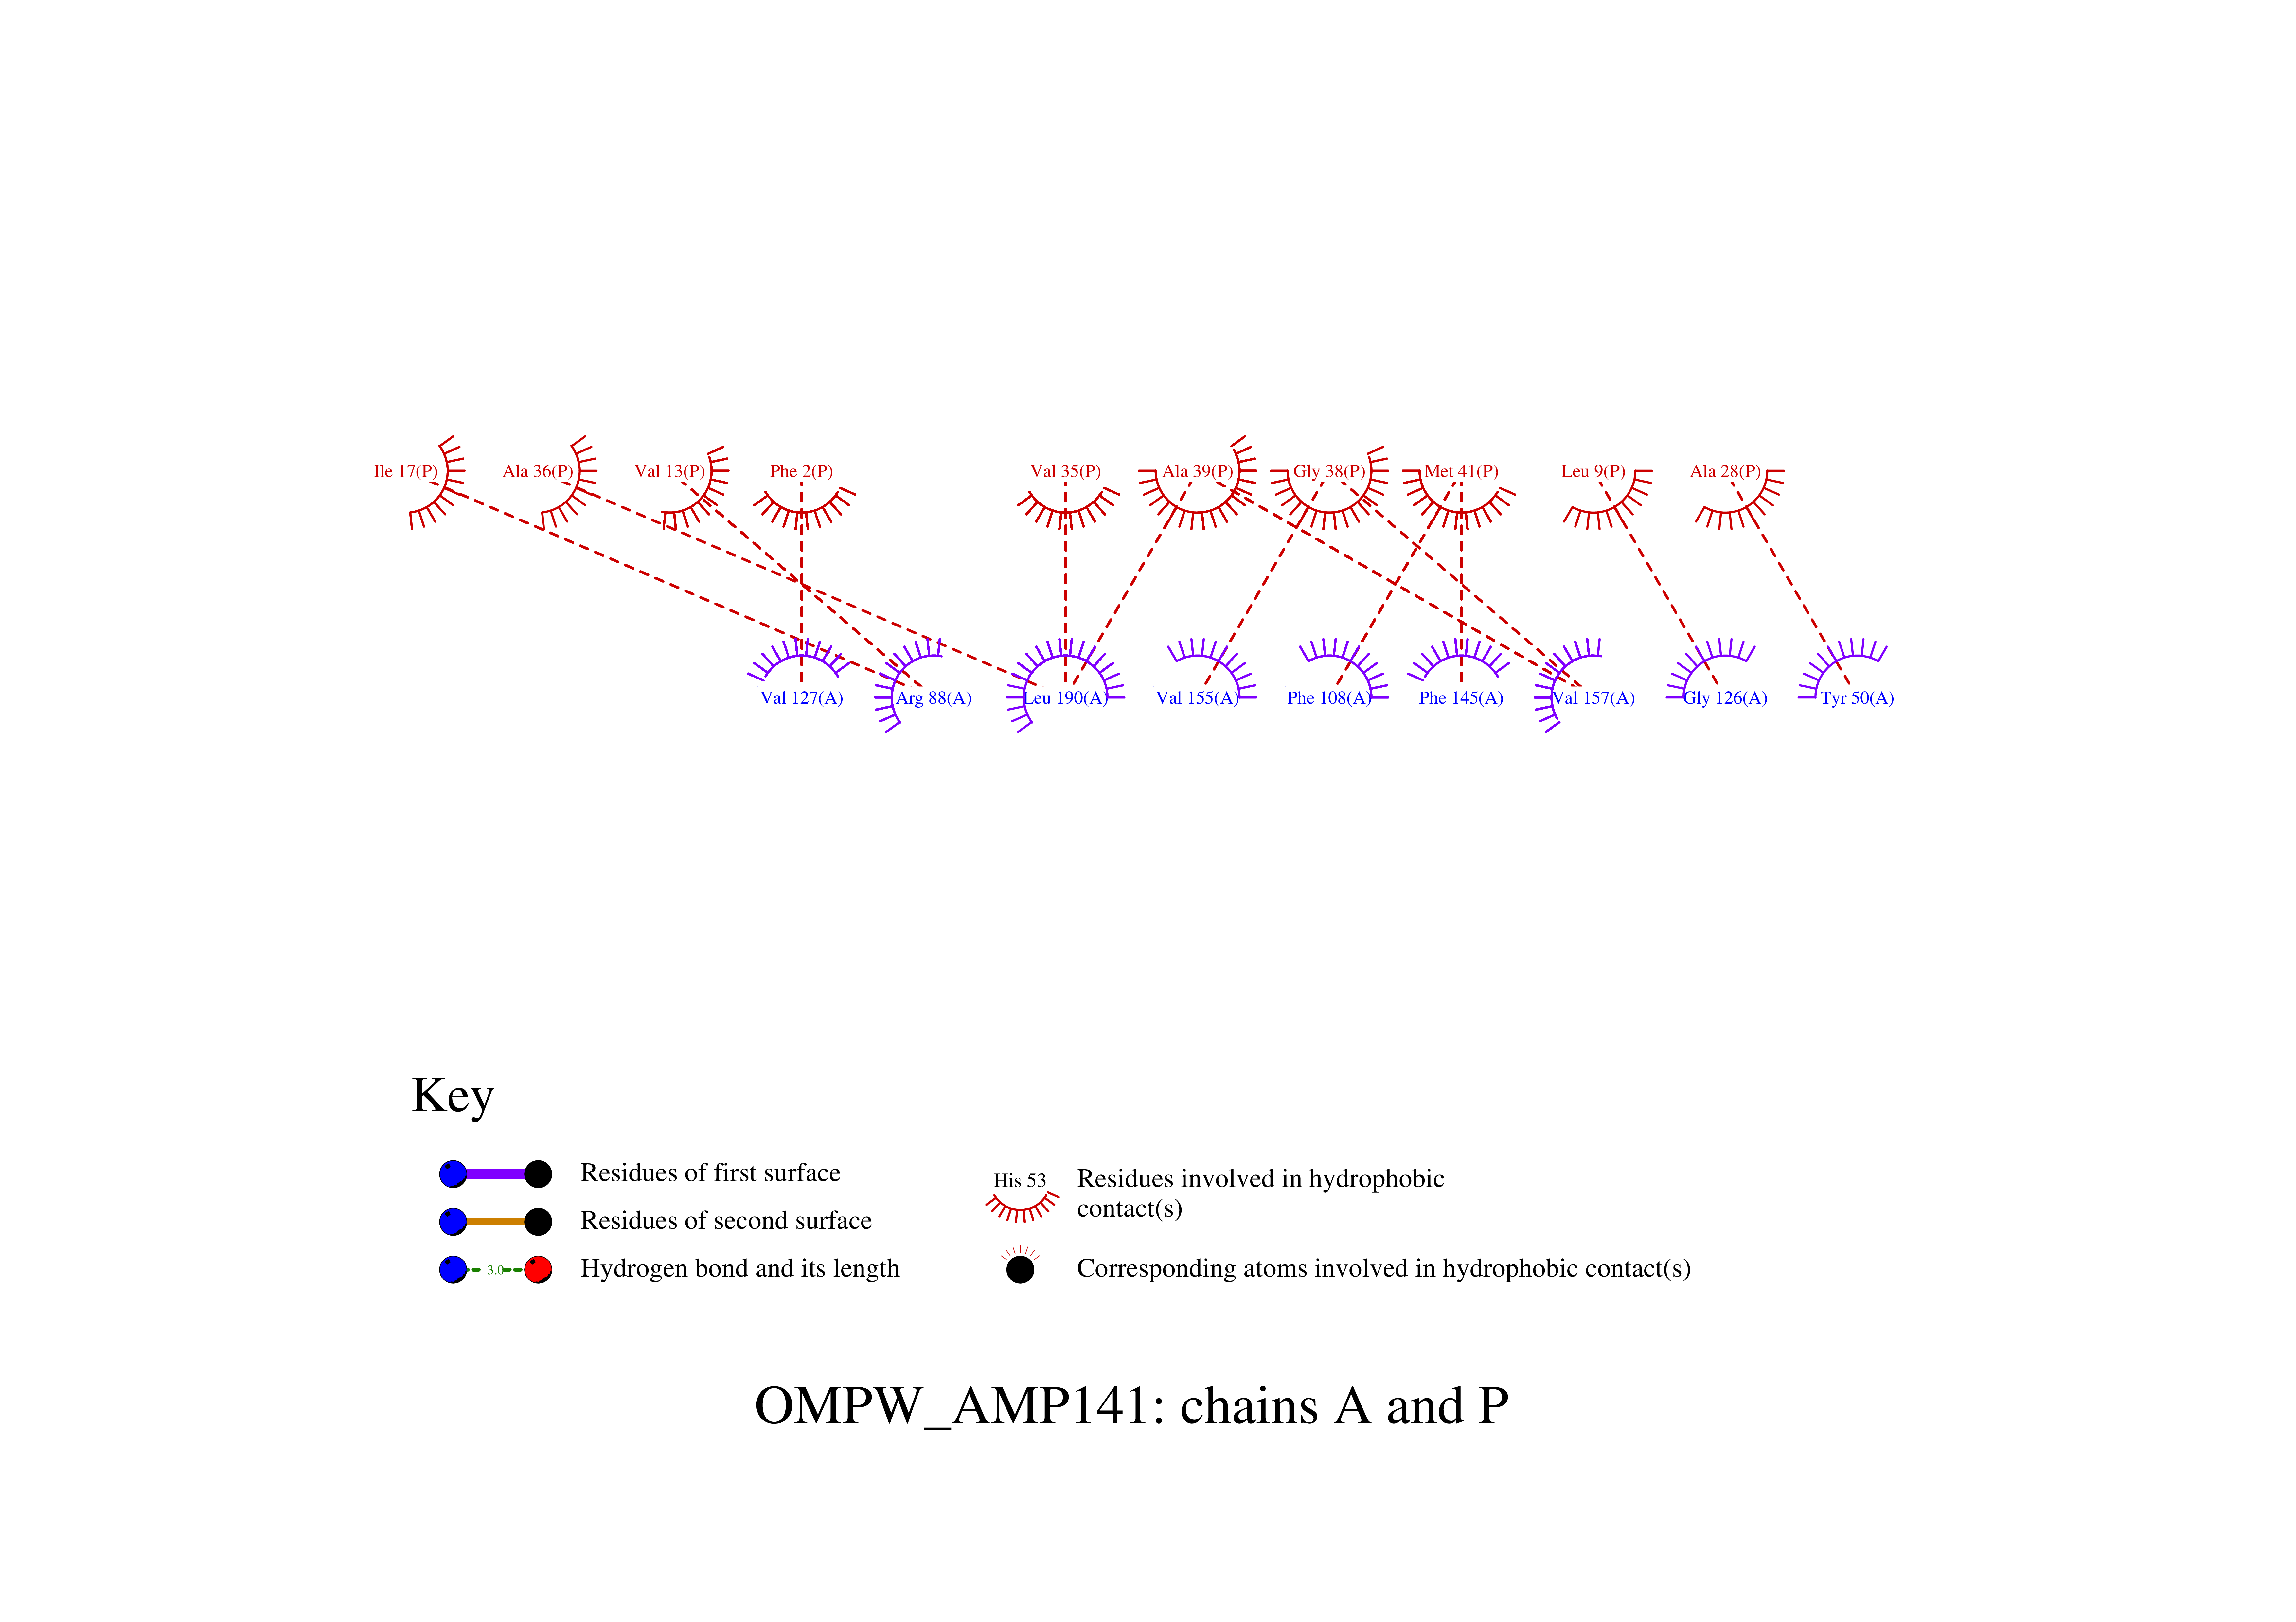 Ile 17(P) Ala 36(P) Val 13(P) Phe 2(P) Val 35(P) Ala 39(P) Gly 38(P) Met 41(P) Leu 9(P) Ala 28(P)
Val 127(A) Arg 88(A) Leu 190(A) Val 155(A) Phe 108(A) Phe 145(A) Val 157(A) Gly 126(A) Tyr 50(A)
Key
Residues of first surface
Residues of second surface
3.0 Hydrogen bond and its length
His 53 Residues involved in hydrophobic
contact(s)
Corresponding atoms involved in hydrophobic contact(s)
OMPW_AMP141: chains A and P